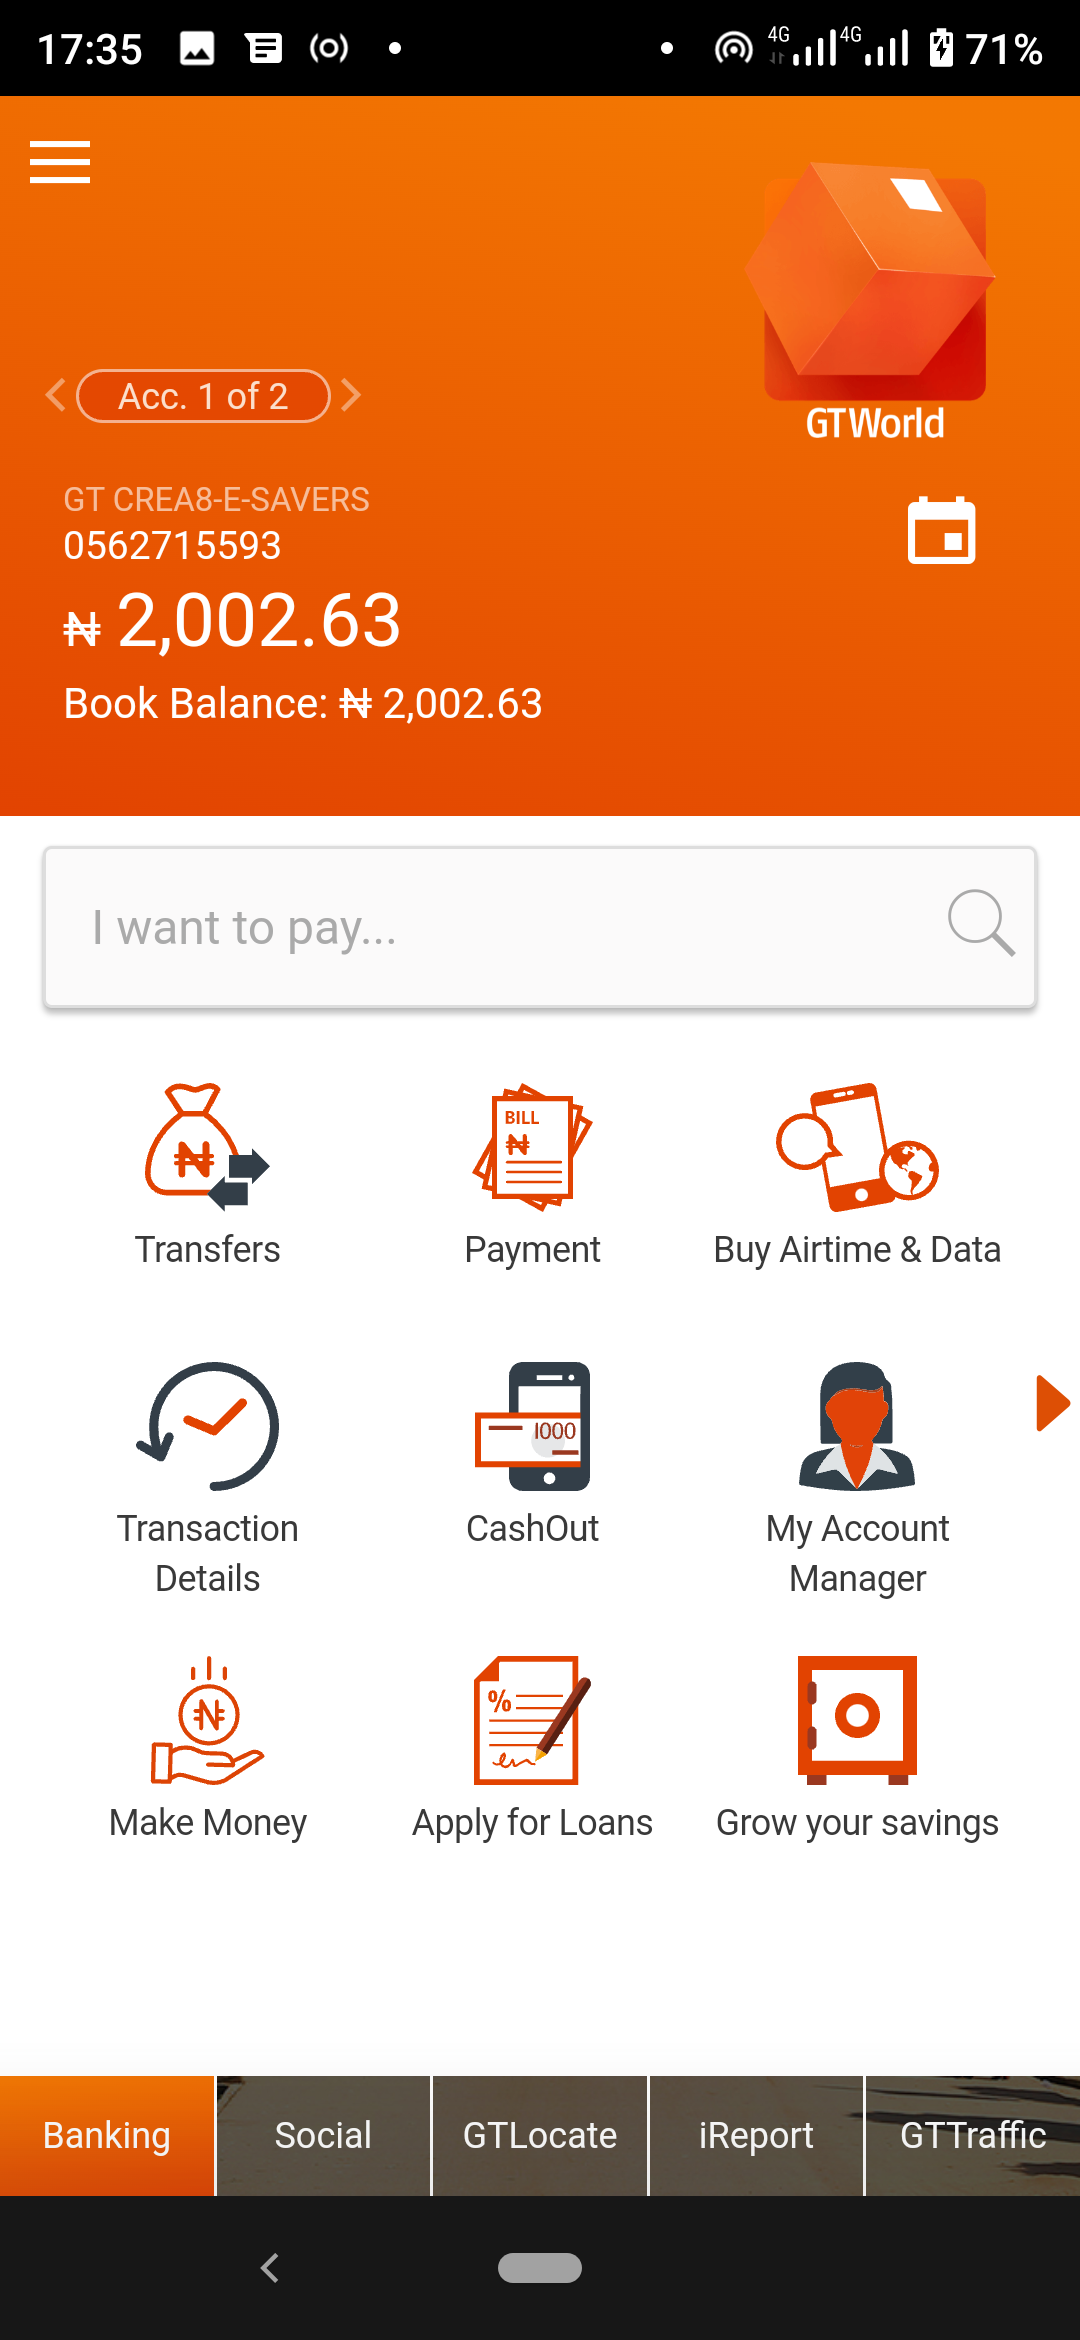 17:35
4G 4G 71%
Acc. 1 of 2
GTWorld
GT CREA8-E-SAVERS
0562715593
₦ 2,002.63
Book Balance: ₦ 2,002.63
I want to pay...
BILL
₦
₦
Transfers
Payment
Buy Airtime & Data
1000
Transaction
Details
CashOut
My Account
Manager
₦
%
Make Money
Apply for Loans
Grow your savings
Banking
Social
GTLocate
iReport
GTTraffic